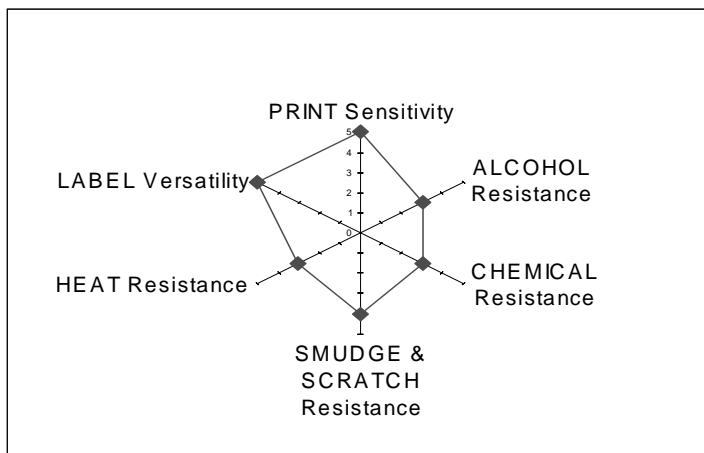 PRINT Sensitivity
5
4
3
2
1
0
ALCOHOL
Resistance
CHEMICAL
Resistance
SMUDGE &
SCRATCH
Resistance
HEAT Resistance
LABEL Versatility